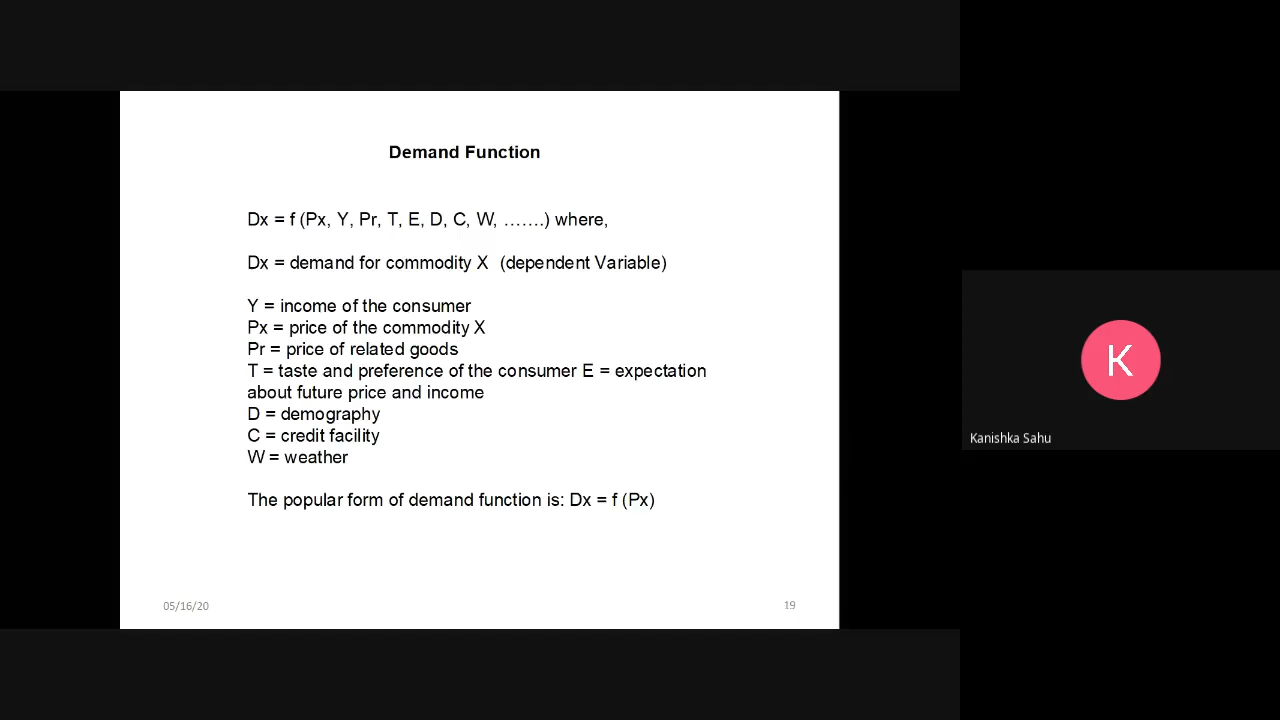 Demand Function
Dx = f (Px, Y, Pr, T, E, D, C, W, …….) where,
Dx = demand for commodity X (dependent Variable)
Y = income of the consumer
Px = price of the commodity X
Pr = price of related goods
T = taste and preference of the consumer E = expectation
about future price and income
D = demography
C = credit facility
W = weather
The popular form of demand function is: Dx = f (Px)
05/16/20
19
K
Kanishka Sahu